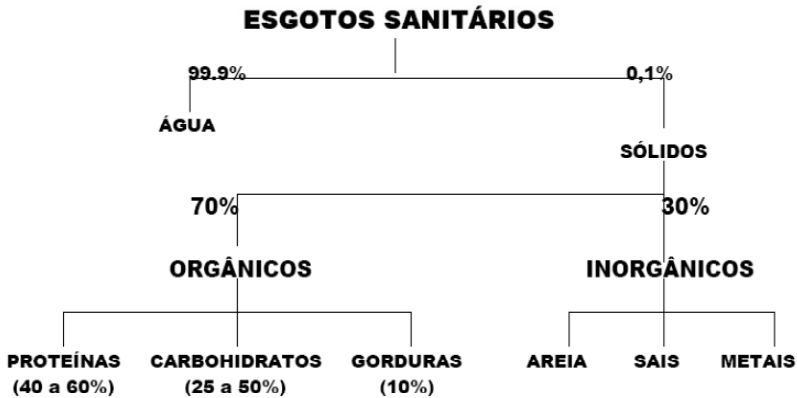 ESGOTOS SANITÁRIOS
99.9% 0,1%
ÁGUA
SÓLIDOS
70% 30%
ORGÂNICOS INORGÂNICOS
PROTEÍNAS CARBOHIDRATOS GORDURAS AREIA SAIS METAIS
(40 a 60%) (25 a 50%) (10%)